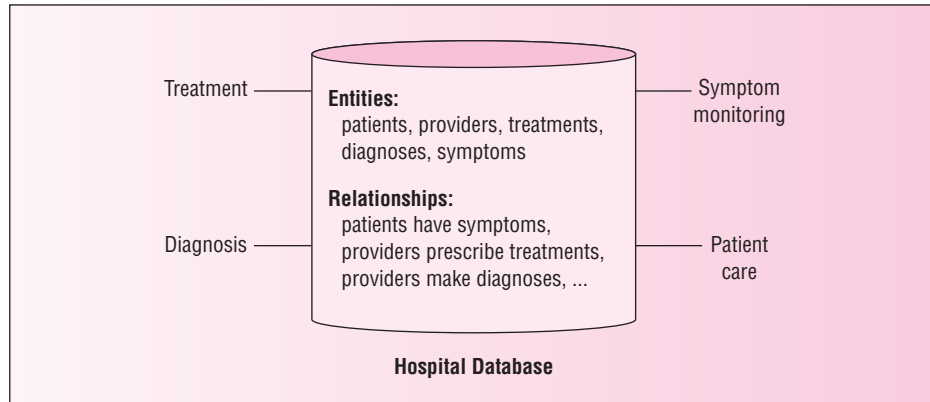 Treatment
Diagnosis
Entities:
patients, providers, treatments,
diagnoses, symptoms
Relationships:
patients have symptoms,
providers prescribe treatments,
providers make diagnoses, ...
Symptom
monitoring
Patient
care
Hospital Database